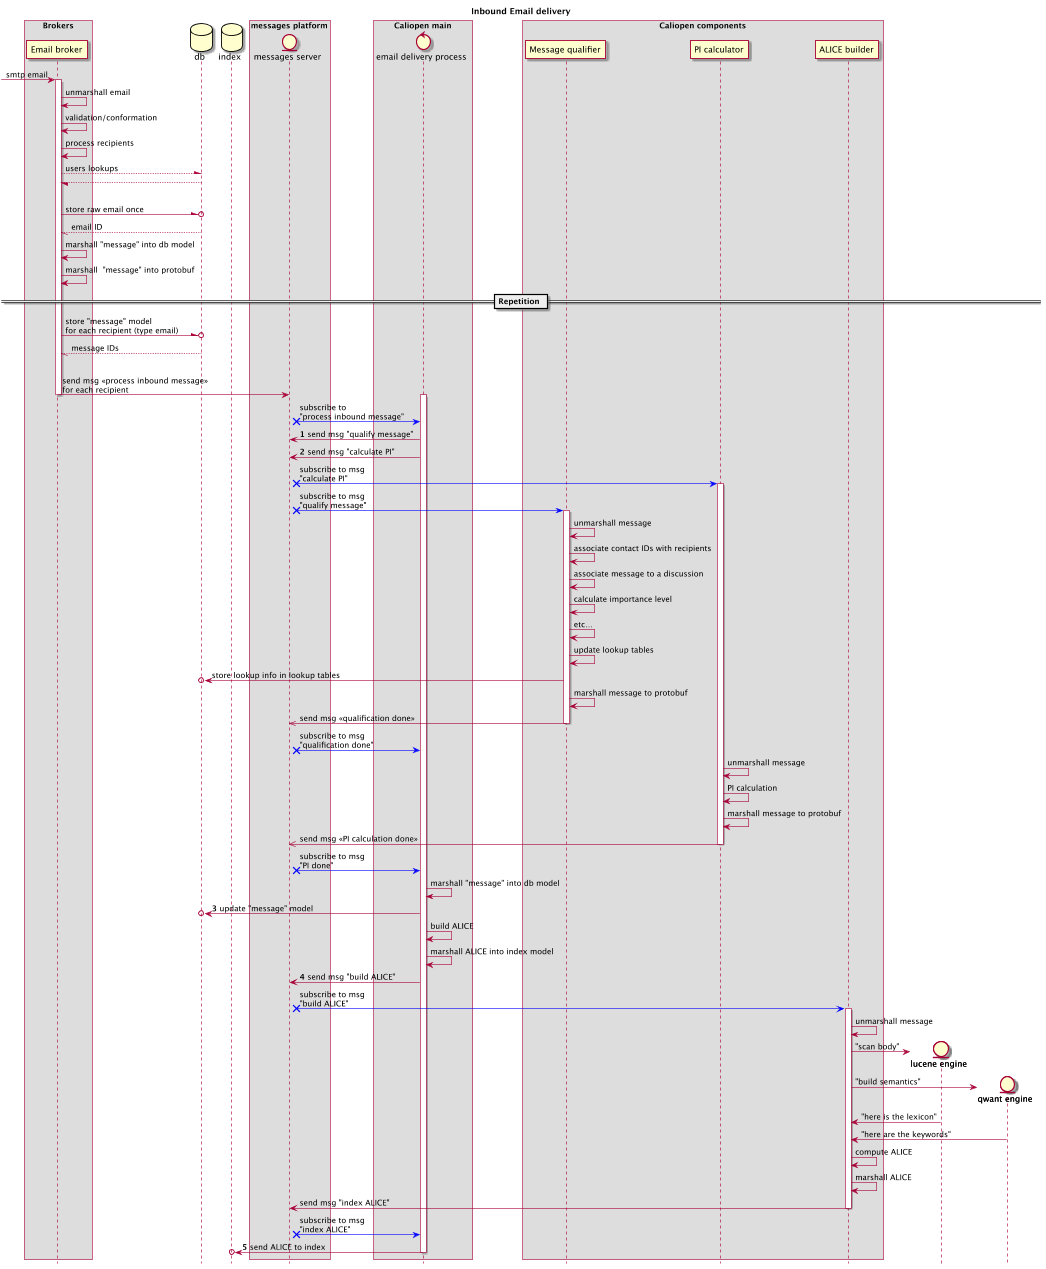 Inbound Email delivery
Brokers
messages platform
Caliopen main
Caliopen components
Email broker
db
index
messages server
email delivery process
Message qualifier
PI calculator
ALICE builder
smtp email
unmarshall email
validation/conformation
process recipients
users lookups
store raw email once
email ID
marshall "message" into db model
marshall "message" into protobuf
Repetition
store "message" model
for each recipient (type email)
message IDs
send msg «process inbound message»
for each recipient
subscribe to
"process inbound message"
1 send msg "qualify message"
2 send msg "calculate PI"
subscribe to msg
"calculate PI"
subscribe to msg
"qualify message"
unmarshall message
associate contact IDs with recipients
associate message to a discussion
calculate importance level
etc...
update lookup tables
store lookup info in lookup tables
marshall message to protobuf
send msg «qualification done»
subscribe to msg
"qualification done"
unmarshall message
PI calculation
marshall message to protobuf
send msg «PI calculation done»
subscribe to msg
"PI done"
marshall "message" into db model
3 update "message" model
build ALICE
marshall ALICE into index model
4 send msg "build ALICE"
subscribe to msg
"build ALICE"
unmarshall message
"scan body"
lucene engine
"build semantics"
qwant engine
"here is the lexicon"
"here are the keywords"
compute ALICE
marshall ALICE
send msg "index ALICE"
subscribe to msg
"index ALICE"
5 send ALICE to index